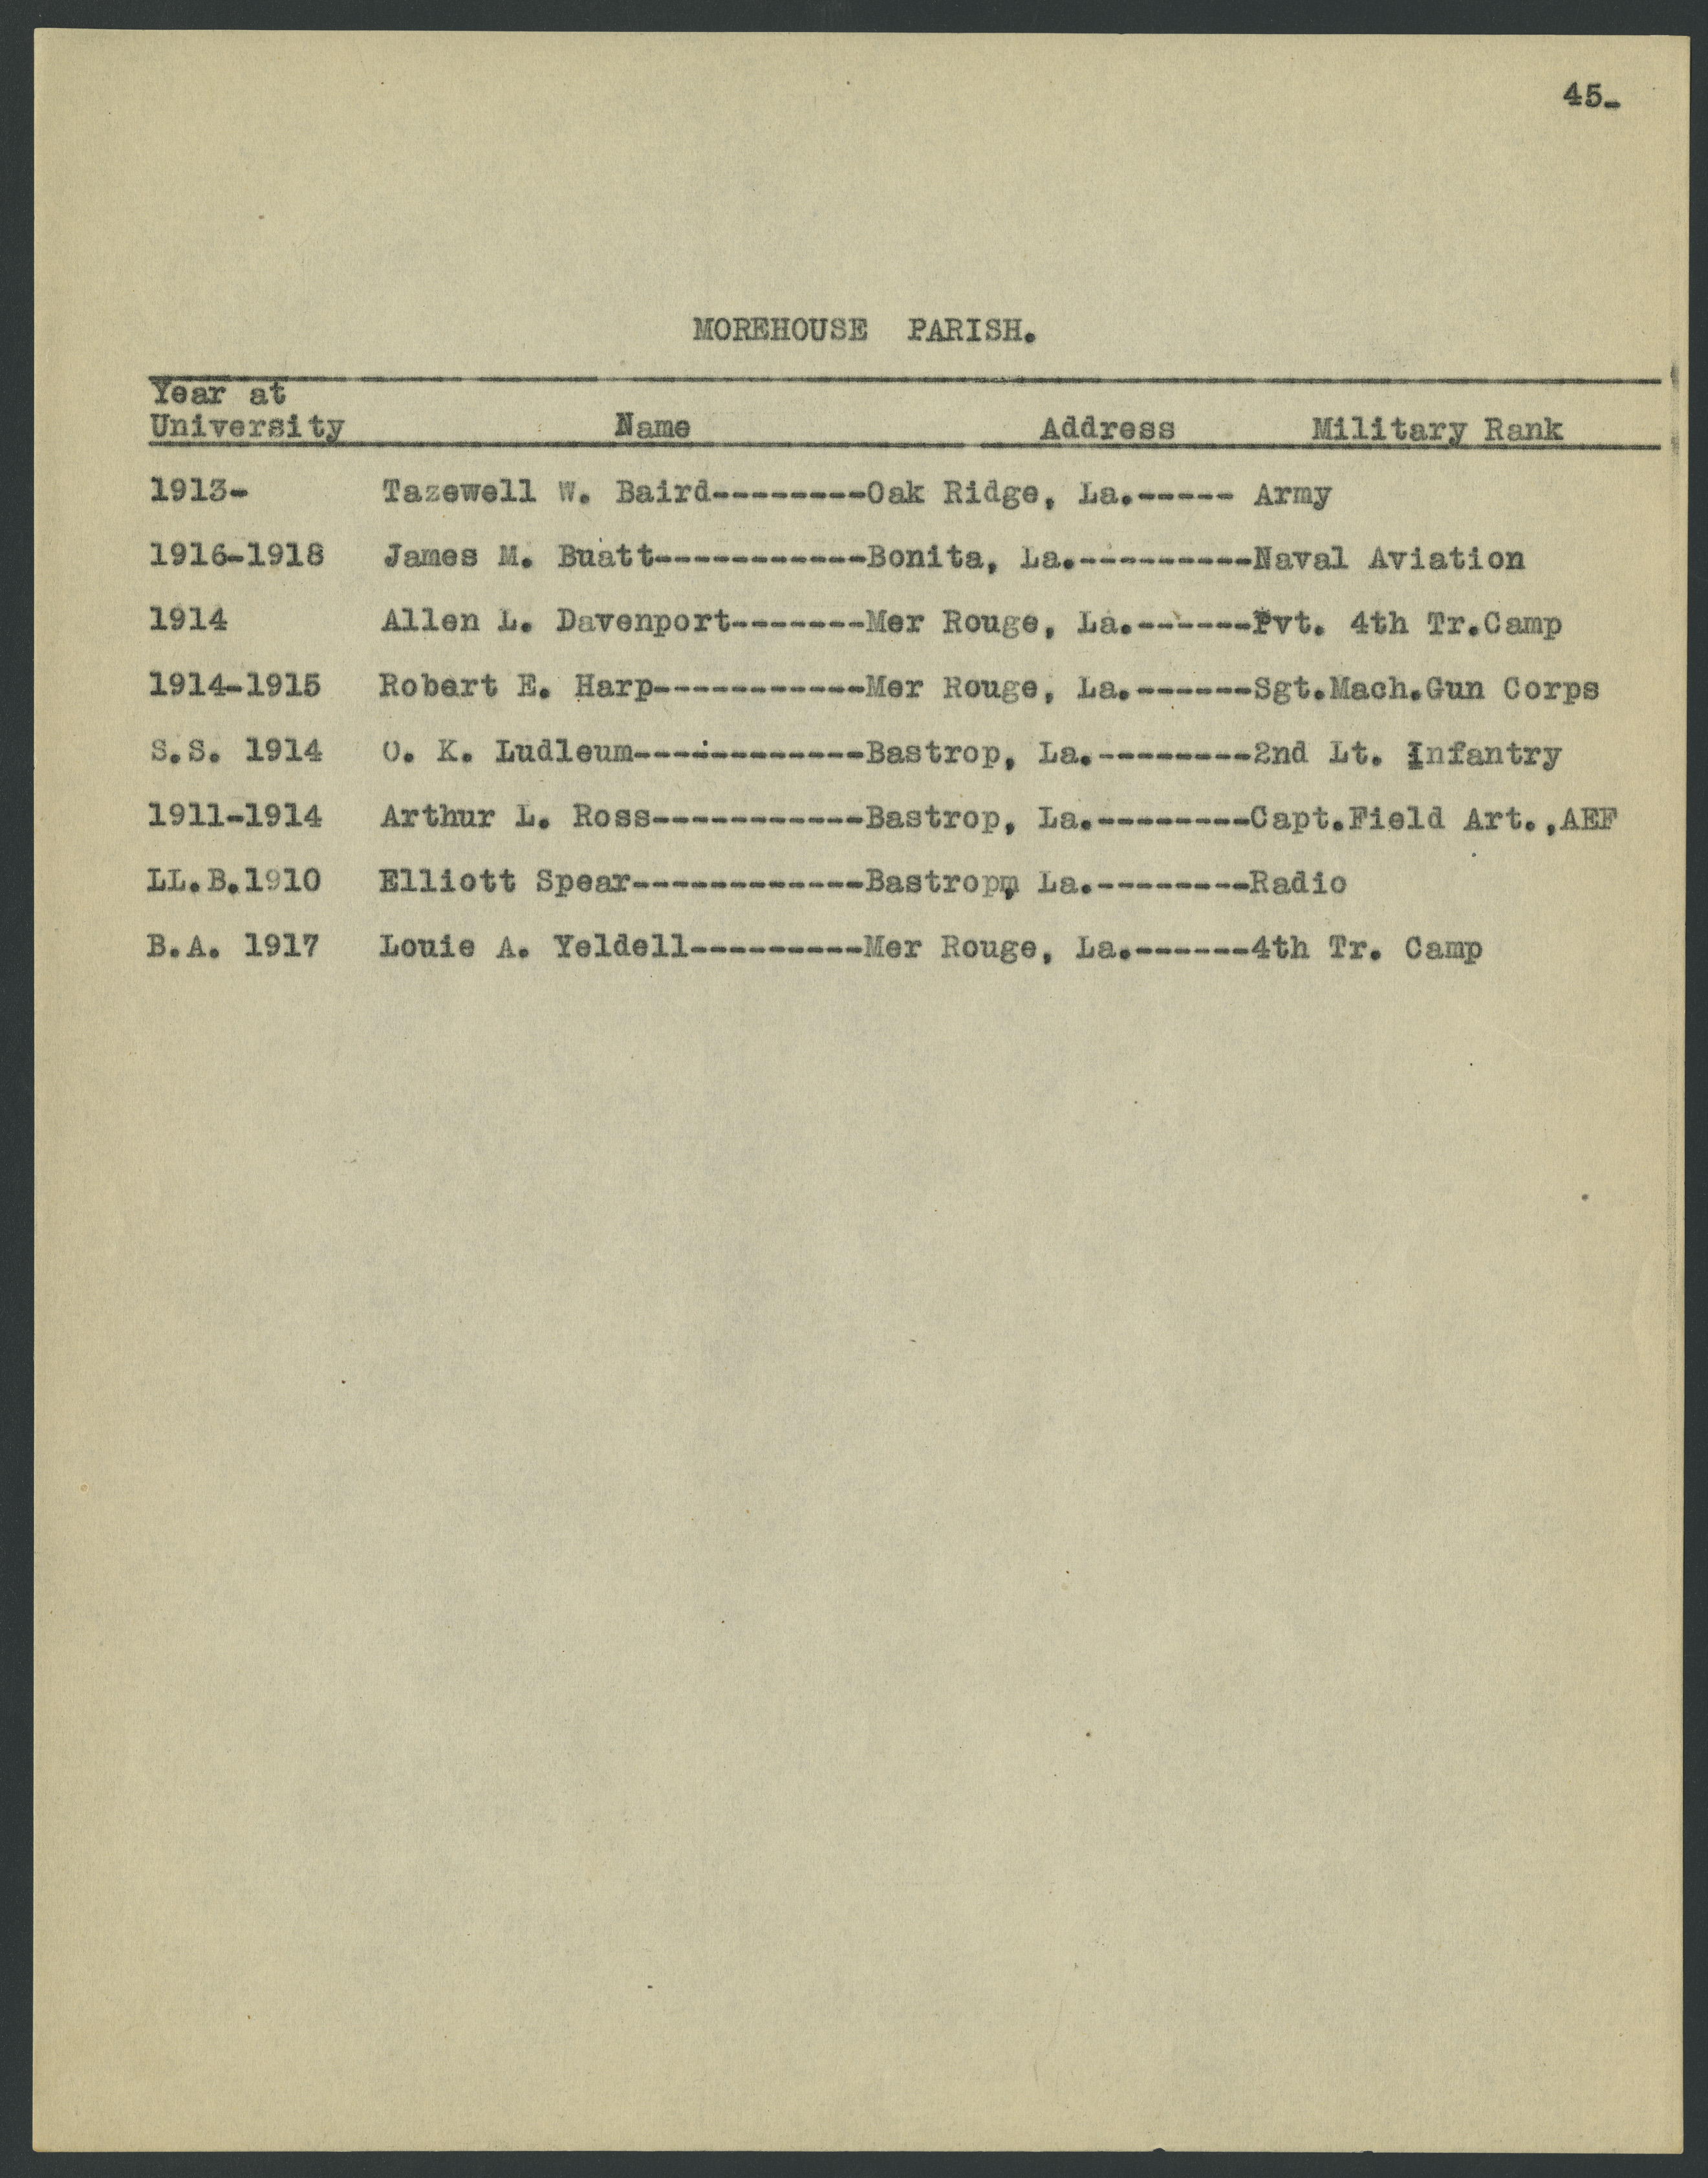 45-
MOREHOUSE PARISH.
Year at
University Name Address Military Rank
1913- Tazewell W. Baird--------Oak Ridge, La.----- Army
1916-1918 James M. Buatt-----------Bonita, La.---------Naval Aviation
1914 Allen L. Davenport-------Mer Rouge, La.------Pvt. 4th Tr.Camp
1914-1915 Robert E. Harp-----------Mer Rouge, La.------Sgt.Mach.Gun Corps
S.S. 1914 O. K. Ludleum------------Bastrop, La.--------2nd Lt. Infantry
1911-1914 Arthur L. Ross-----------Bastrop, La.--------Capt.Field Art.,AEF
LL.B.1910 Elliott Spear------------Bastrop, La.--------Radio
B.A. 1917 Louie A. Yeldell---------Mer Rouge, La.------4th Tr. Camp